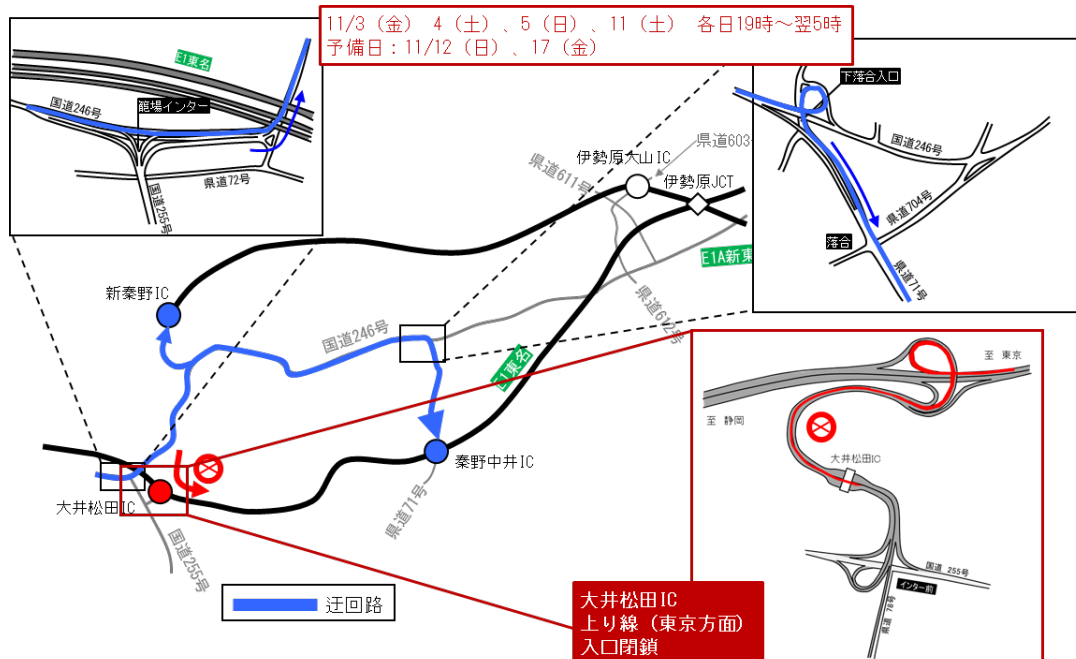 11/3（金） 4（土）、5（日）、11（土） 各日19時～翌5時
予備日：11/12（日）、17（金）
E1東名
国道246号
籠場インター
県道72号
国道255号
下落合入口
国道246号
県道704号
落合
県道71号
伊勢原大山IC
県道603
県道611号
伊勢原JCT
E1A新東
県道612号
新秦野IC
国道246号
E1東名
秦野中井IC
県道71号
大井松田IC
国道255号
迂回路
至 東京
至 静岡
大井松田IC
国道 255号
インター前
県道 78号
大井松田IC
上り線（東京方面）
入口閉鎖